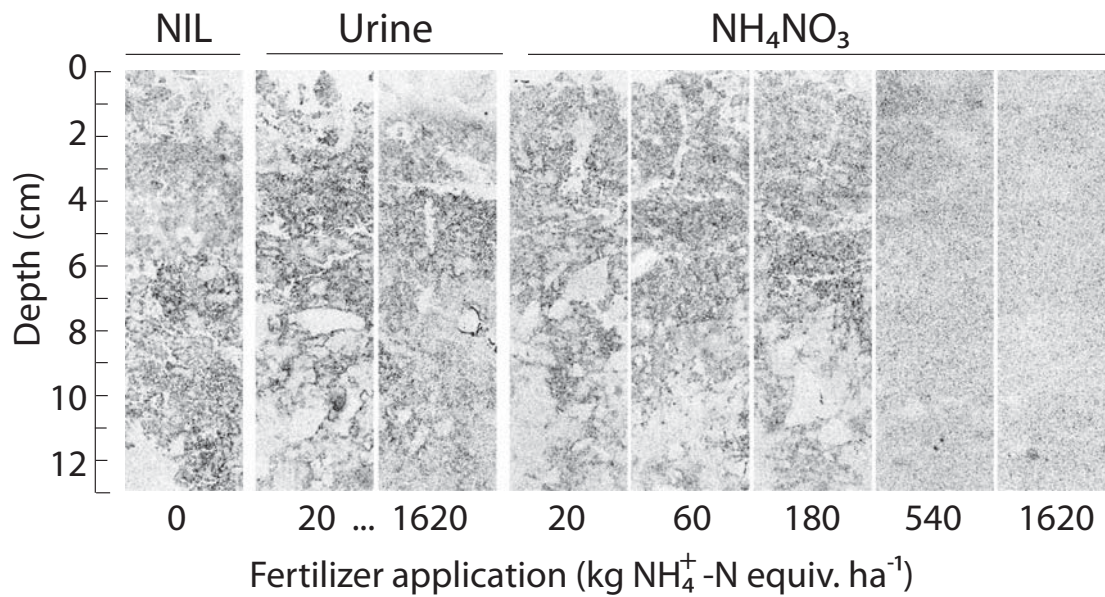 NIL Urine NH₄NO₃
0
2
4
6
8
10
12
Depth (cm)
0 20 ... 1620 20 60 180 540 1620
Fertilizer application (kg NH₄⁺-N equiv. ha⁻¹)